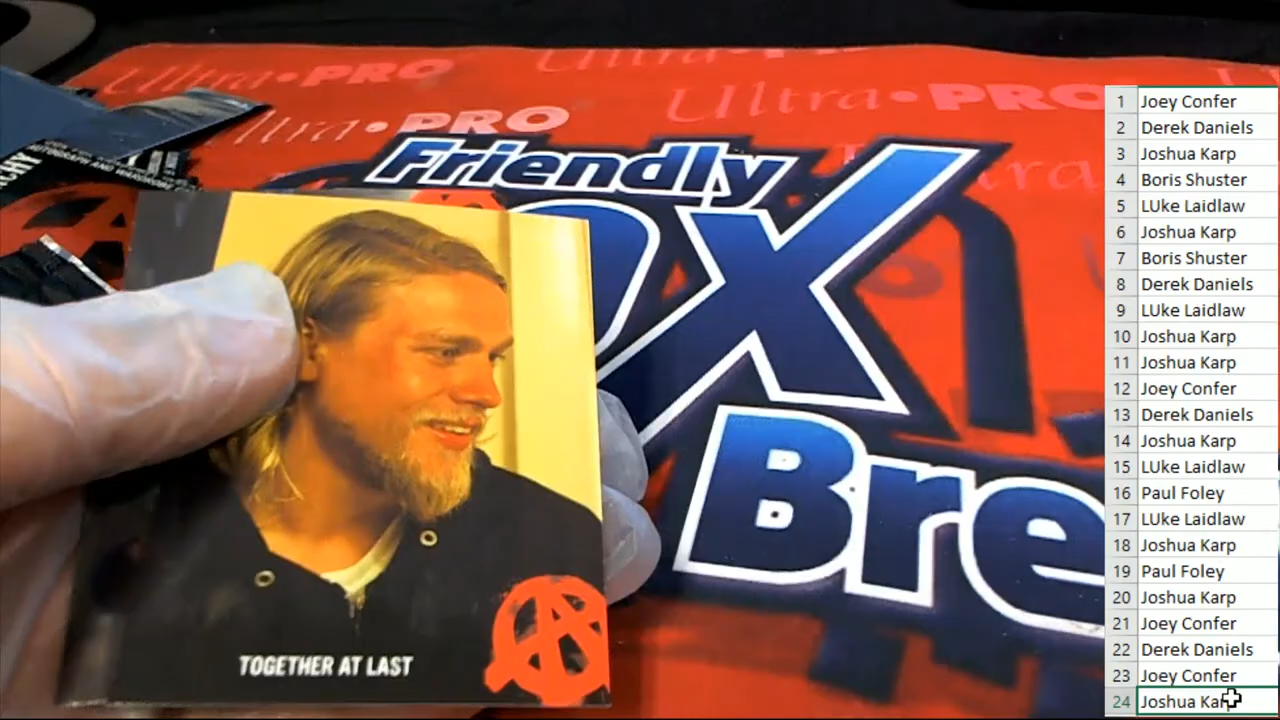 Ultra•PRO
Ultra•PRO
Ultra•PRO
Ultra•PRO
Friendly
OX
Bre
TOGETHER AT LAST
1 Joey Confer
2 Derek Daniels
3 Joshua Karp
4 Boris Shuster
5 LUke Laidlaw
6 Joshua Karp
7 Boris Shuster
8 Derek Daniels
9 LUke Laidlaw
10 Joshua Karp
11 Joshua Karp
12 Joey Confer
13 Derek Daniels
14 Joshua Karp
15 LUke Laidlaw
16 Paul Foley
17 LUke Laidlaw
18 Joshua Karp
19 Paul Foley
20 Joshua Karp
21 Joey Confer
22 Derek Daniels
23 Joey Confer
24 Joshua Karp